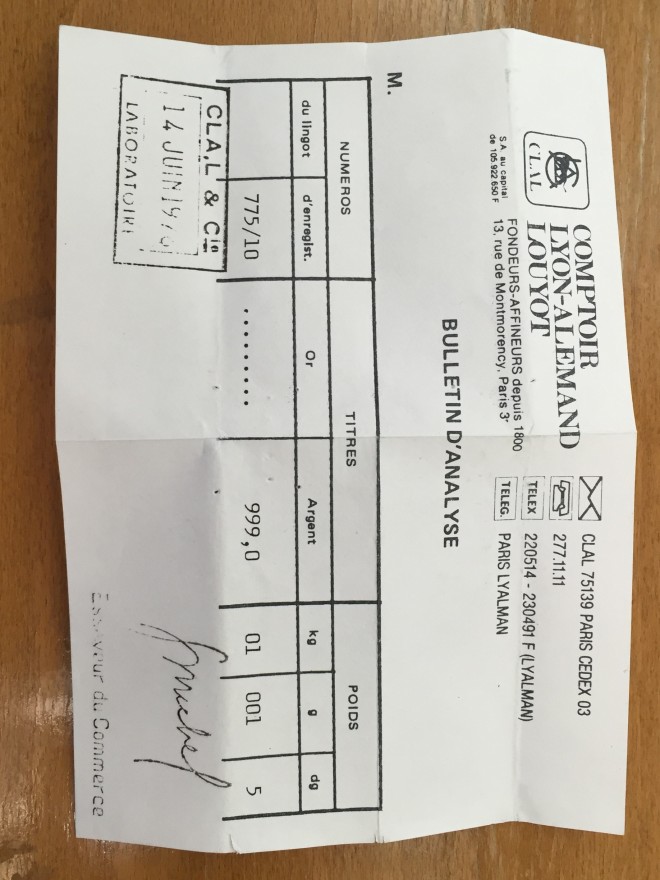 CLAL
COMPTOIR
LYON-ALEMAND
LOUYOT
S.A. au capital
de 105 922 650 F
FONDEURS-AFFINEURS depuis 1800
13, rue de Montmorency, Paris 3e
CLAL 75139 PARIS CEDEX 03
277.11.11
TELEX 220514 - 230491 F (LYALMAN)
TELEG. PARIS LYALMAN
BULLETIN D'ANALYSE
M.
NUMEROS TITRES POIDS
du lingot d'enregist. Or Argent kg g dg
775/10 ......... 999,0 01 001 5
CLAL & Cie
14 JUIN
LABORATOIRE
Essayeur du Commerce